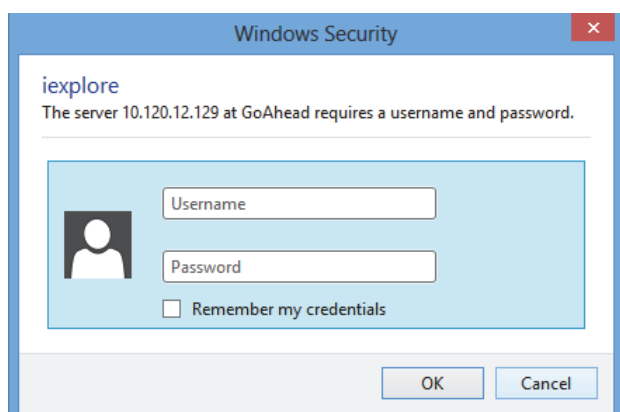 Windows Security
iexplore
The server 10.120.12.129 at GoAhead requires a username and password.
Username
Password
Remember my credentials
OK Cancel